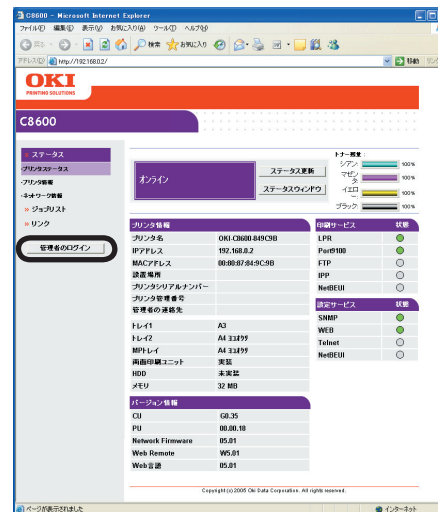 C8600 - Microsoft Internet Explorer
ファイル(F) 編集(E) 表示(V) お気に入り(A) ツール(T) ヘルプ(H)
戻る 検索 お気に入り
アドレス(D) http://192.168.0.2/ 移動 リンク
OKI
PRINTING SOLUTIONS
C8600
ステータス
プリンタステータス
プリンタ情報
ネットワーク情報
ジョブリスト
リンク
管理者のログイン
オンライン
ステータス更新
ステータスウィンドウ
トナー残量:
シアン: 100%
マゼンタ: 100%
イエロー: 100%
ブラック: 100%
プリンタ情報
プリンタ名 OKI-C8600-849C9B
IPアドレス 192.168.0.2
MACアドレス 00:80:87:84:9C:9B
設置場所
プリンタシリアルナンバー
プリンタ管理番号
管理者の連絡先
トレイ1 A3
トレイ2 A4 ヨコオクリ
MPトレイ A4 ヨコオクリ
両面印刷ユニット 実装
HDD 未実装
メモリ 32 MB
バージョン情報
CU G0.35
PU 00.00.18
Network Firmware 05.01
Web Remote W5.01
Web言語 05.01
印刷サービス 状態
LPR
Port9100
FTP
IPP
NetBEUI
設定サービス 状態
SNMP
WEB
Telnet
NetBEUI
Copyright (c) 2005 Oki Data Corporation. All rights reserved.
ページが表示されました インターネット